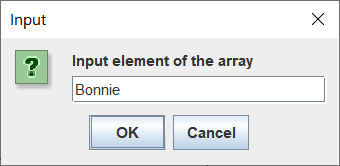 Input
?
Input element of the array
Bonnie
OK Cancel